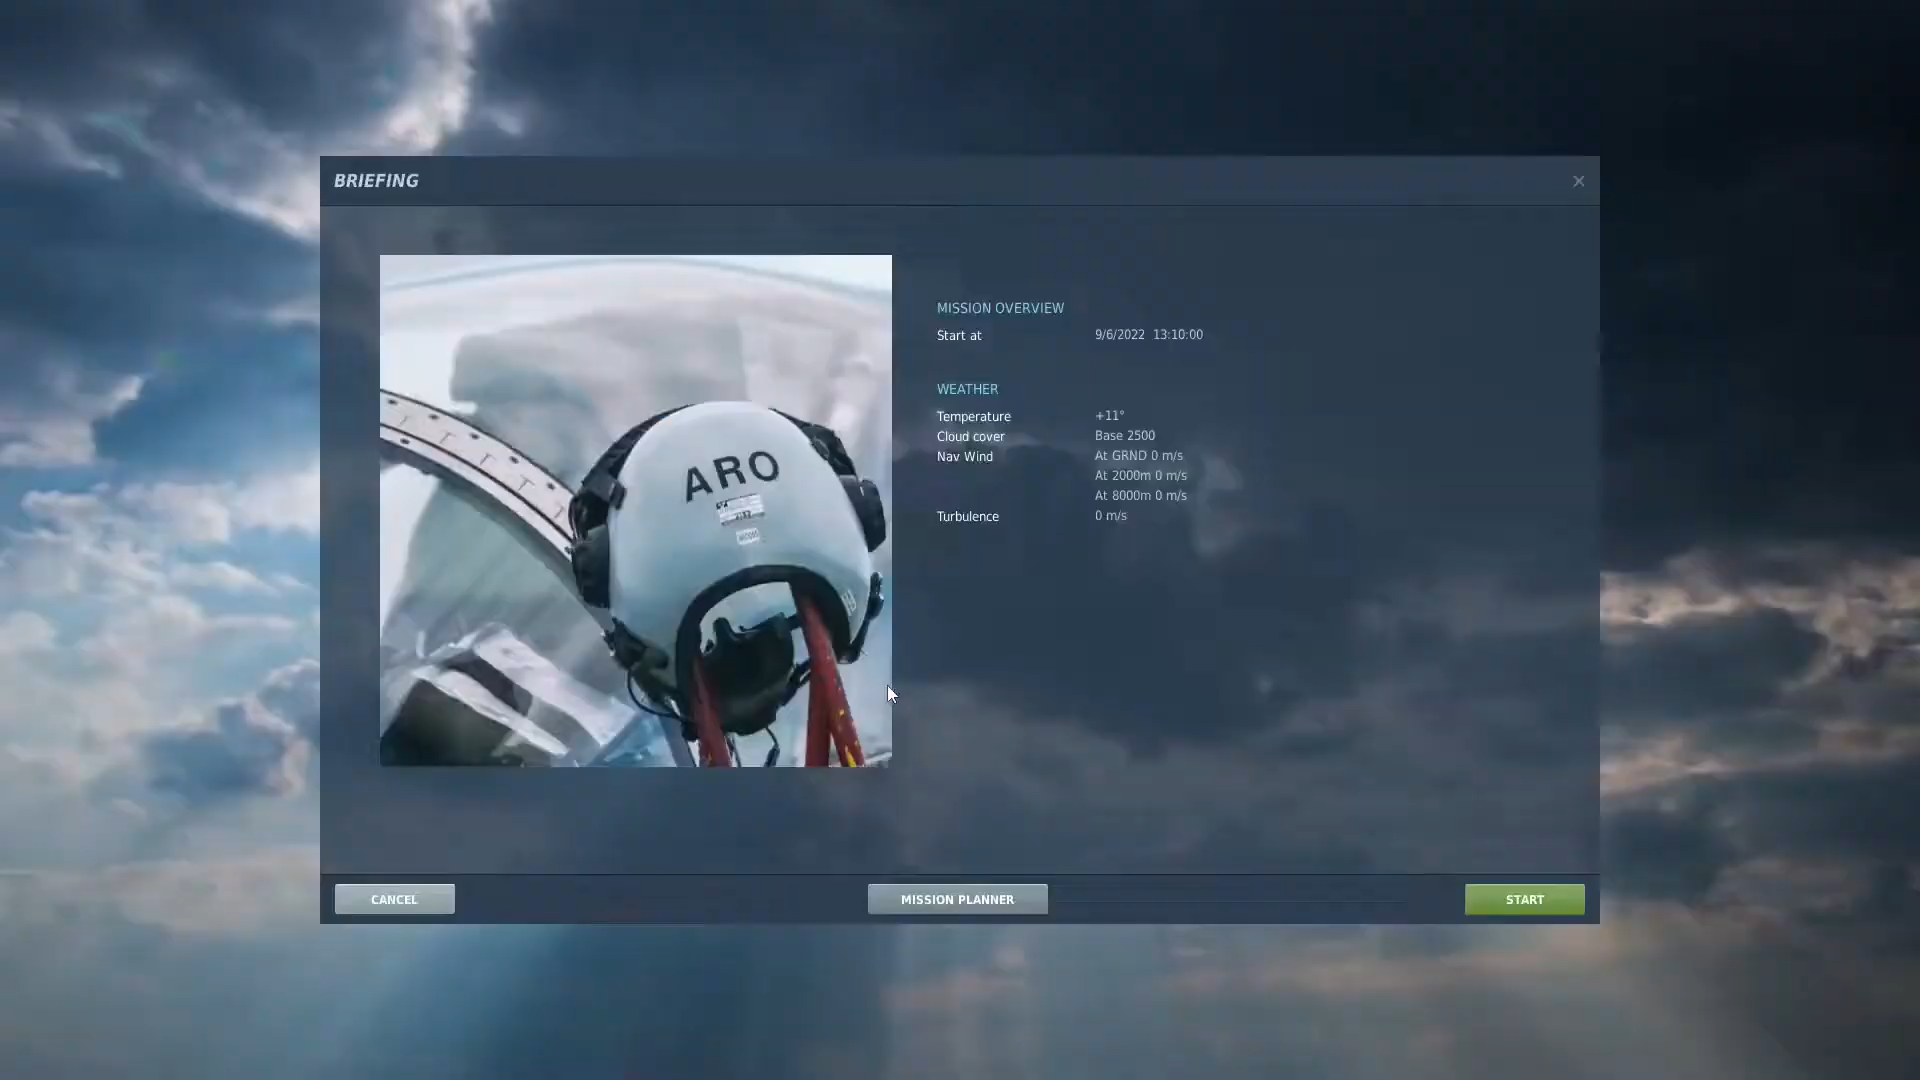 BRIEFING
MISSION OVERVIEW
Start at 9/6/2022 13:10:00
WEATHER
Temperature +11°
Cloud cover Base 2500
Nav Wind At GRND 0 m/s
At 2000m 0 m/s
At 8000m 0 m/s
Turbulence 0 m/s
ARO
CANCEL MISSION PLANNER START